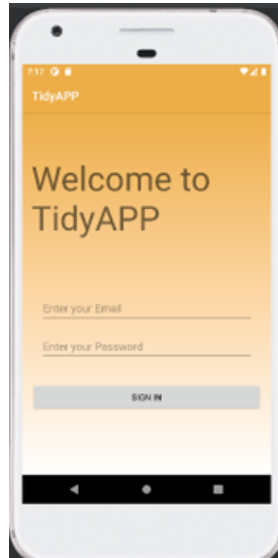 7:17
TidyAPP
Welcome to
TidyAPP
Enter your Email
Enter your Password
SIGN IN